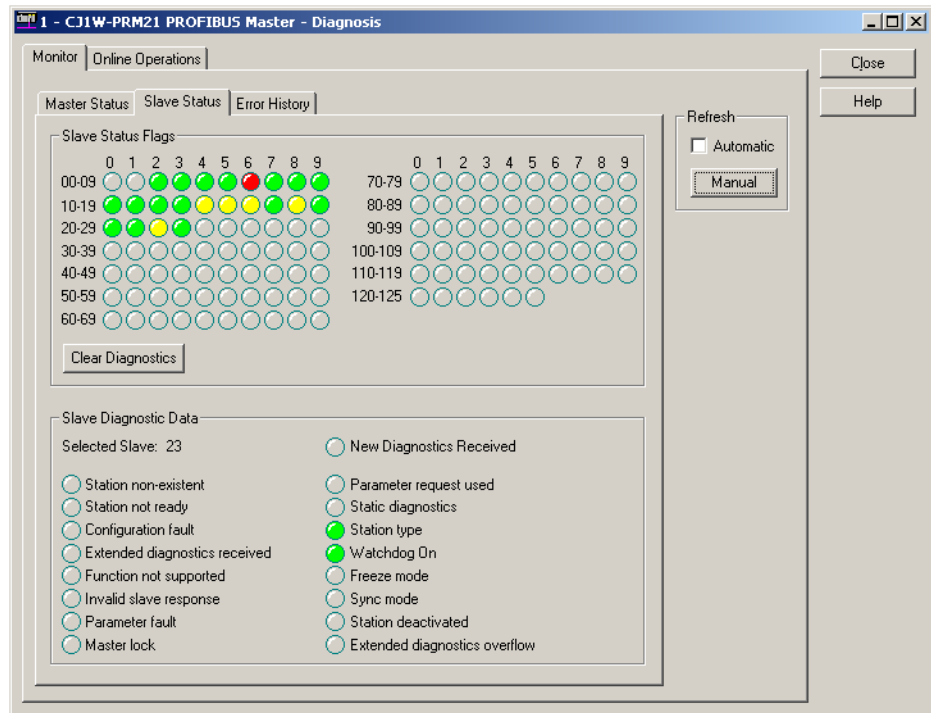 1 - CJ1W-PRM21 PROFIBUS Master - Diagnosis
Monitor Online Operations
Close
Help
Master Status Slave Status Error History
Refresh
Automatic
Manual
Slave Status Flags
0 1 2 3 4 5 6 7 8 9
00-09
10-19
20-29
30-39
40-49
50-59
60-69
0 1 2 3 4 5 6 7 8 9
70-79
80-89
90-99
100-109
110-119
120-125
Clear Diagnostics
Slave Diagnostic Data
Selected Slave: 23
New Diagnostics Received
Station non-existent
Station not ready
Configuration fault
Extended diagnostics received
Function not supported
Invalid slave response
Parameter fault
Master lock
Parameter request used
Static diagnostics
Station type
Watchdog On
Freeze mode
Sync mode
Station deactivated
Extended diagnostics overflow